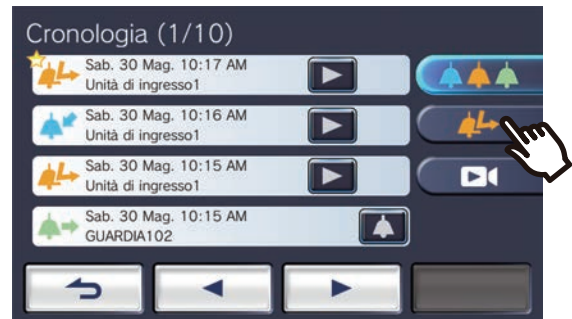 Cronologia (1/10)
Sab. 30 Mag. 10:17 AM
Unità di ingresso1
Sab. 30 Mag. 10:16 AM
Unità di ingresso1
Sab. 30 Mag. 10:15 AM
Unità di ingresso1
Sab. 30 Mag. 10:15 AM
GUARDIA102